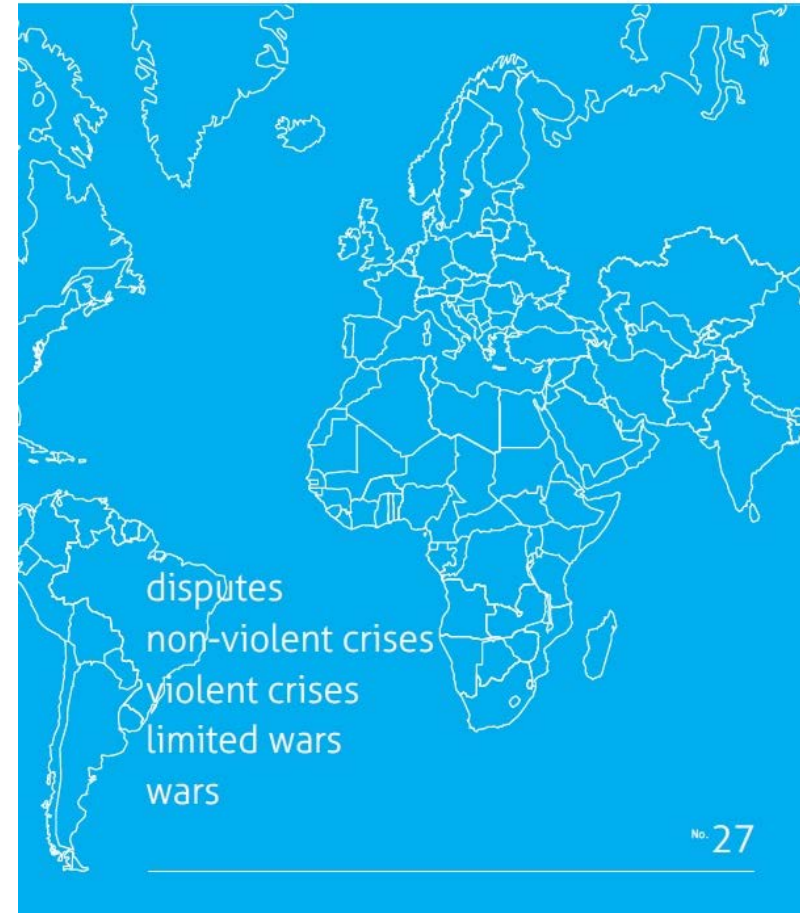 disputes
non-violent crises
violent crises
limited wars
wars
No. 27